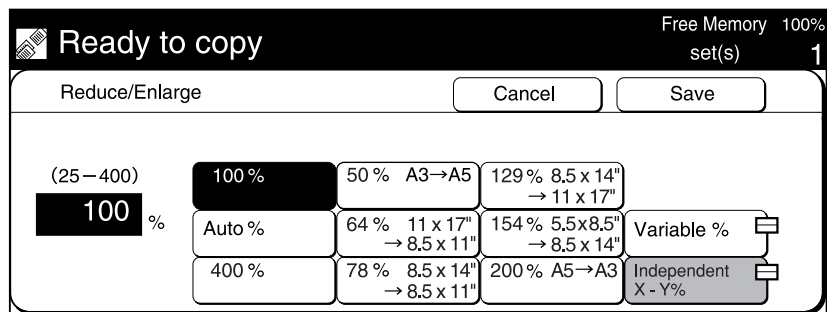 Ready to copy
Free Memory 100%
set(s) 1
Reduce/Enlarge
Cancel
Save
(25−400)
100 %
100 %
50 % A3→A5
129 % 8.5 x 14"
→ 11 x 17"
Auto %
64 % 11 x 17"
→ 8.5 x 11"
154 % 5.5x8.5"
→ 8.5 x 14"
Variable %
400 %
78 % 8.5 x 14"
→ 8.5 x 11"
200 % A5→A3
Independent
X - Y%